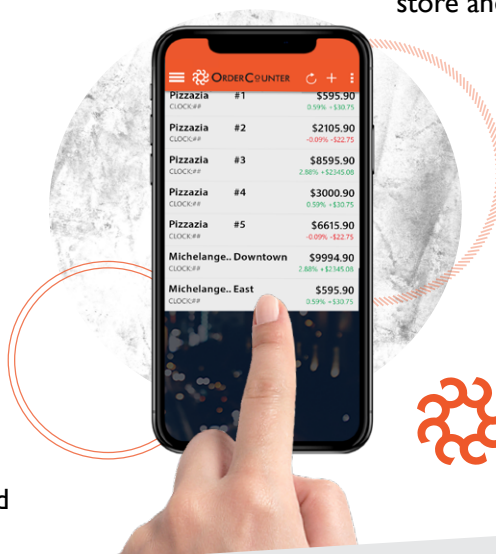 store and
ORDERCOUNTER
Pizzazia #1 $595.90
CLOCK:## 0.59% +$30.75
Pizzazia #2 $2105.90
CLOCK:## -0.09% -$22.75
Pizzazia #3 $8595.90
CLOCK:## 2.88% +$2345.08
Pizzazia #4 $3000.90
CLOCK:## 0.59% +$30.75
Pizzazia #5 $6615.90
CLOCK:## -0.09% -$22.75
Michelange.. Downtown $9994.90
CLOCK:## 2.88% +$2345.08
Michelange.. East $595.90
CLOCK:## 0.59% +$30.75